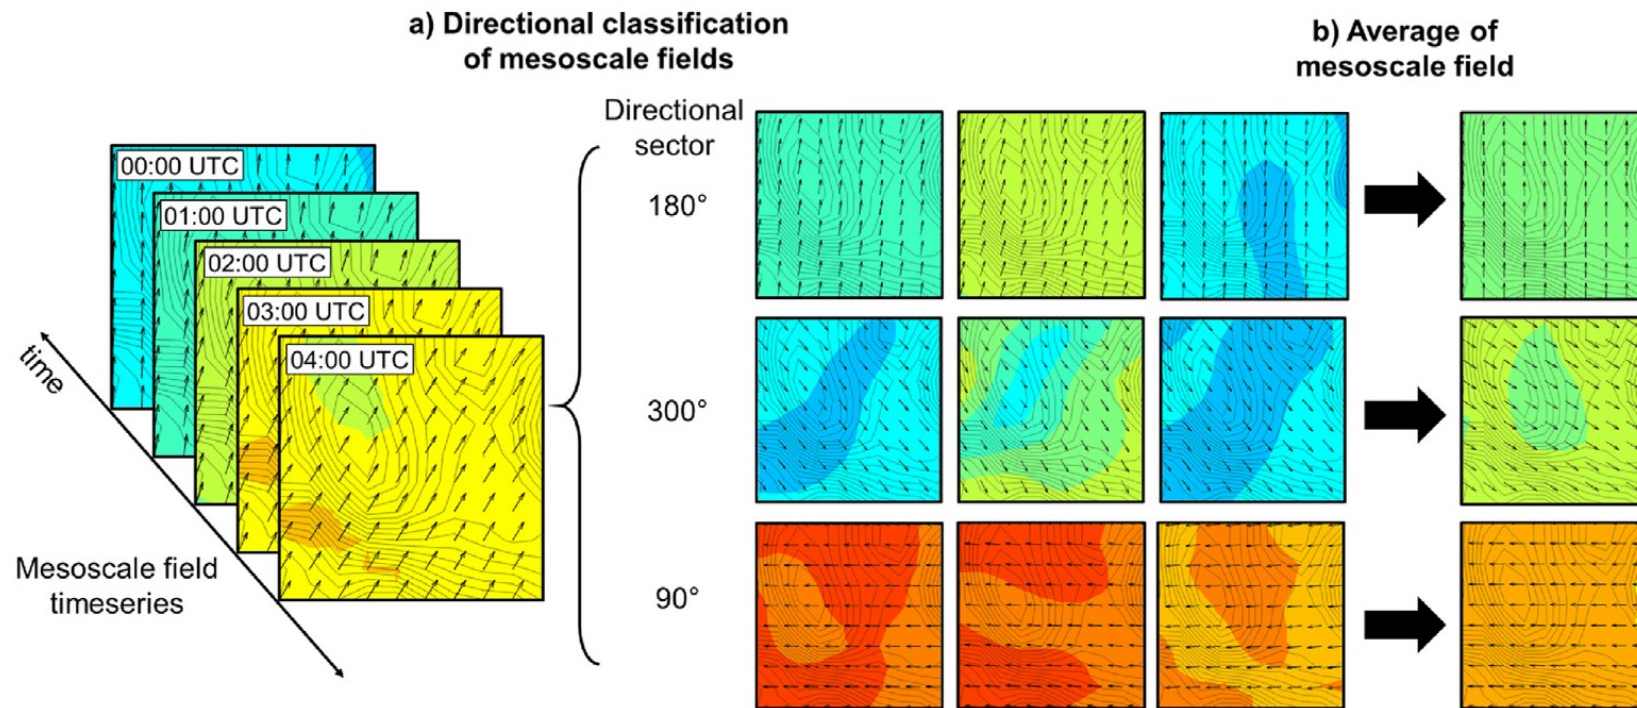 a) Directional classification
of mesoscale fields
b) Average of
mesoscale field
Directional
sector
00:00 UTC
01:00 UTC
02:00 UTC
03:00 UTC
04:00 UTC
time
Mesoscale field
timeseries
180°
300°
90°